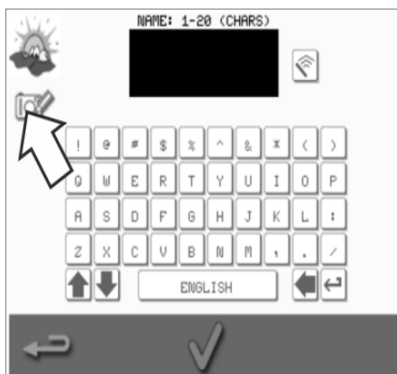 NAME: 1-20 (CHARS)
! @ # $ % ^ & * ( )
Q W E R T Y U I O P
A S D F G H J K L :
Z X C V B N M , . /
ENGLISH